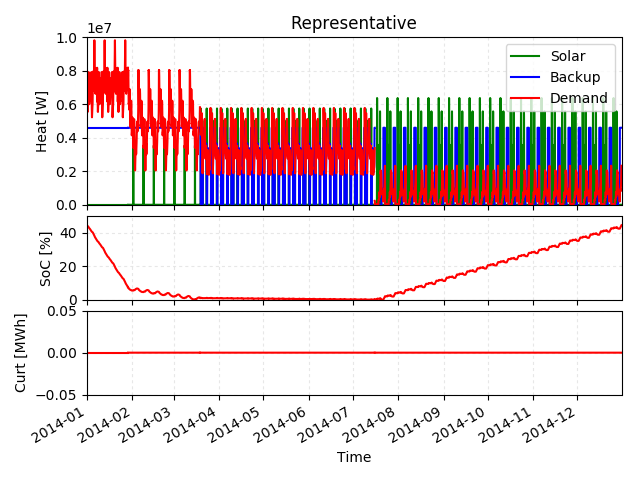 Representative
1e7
1.0
0.8
0.6
0.4
0.2
0.0
Heat [W]
Solar
Backup
Demand
40
20
0
SoC [%]
0.05
0.00
−0.05
Curt [MWh]
2014-01
2014-02
2014-03
2014-04
2014-05
2014-06
2014-07
2014-08
2014-09
2014-10
2014-11
2014-12
Time